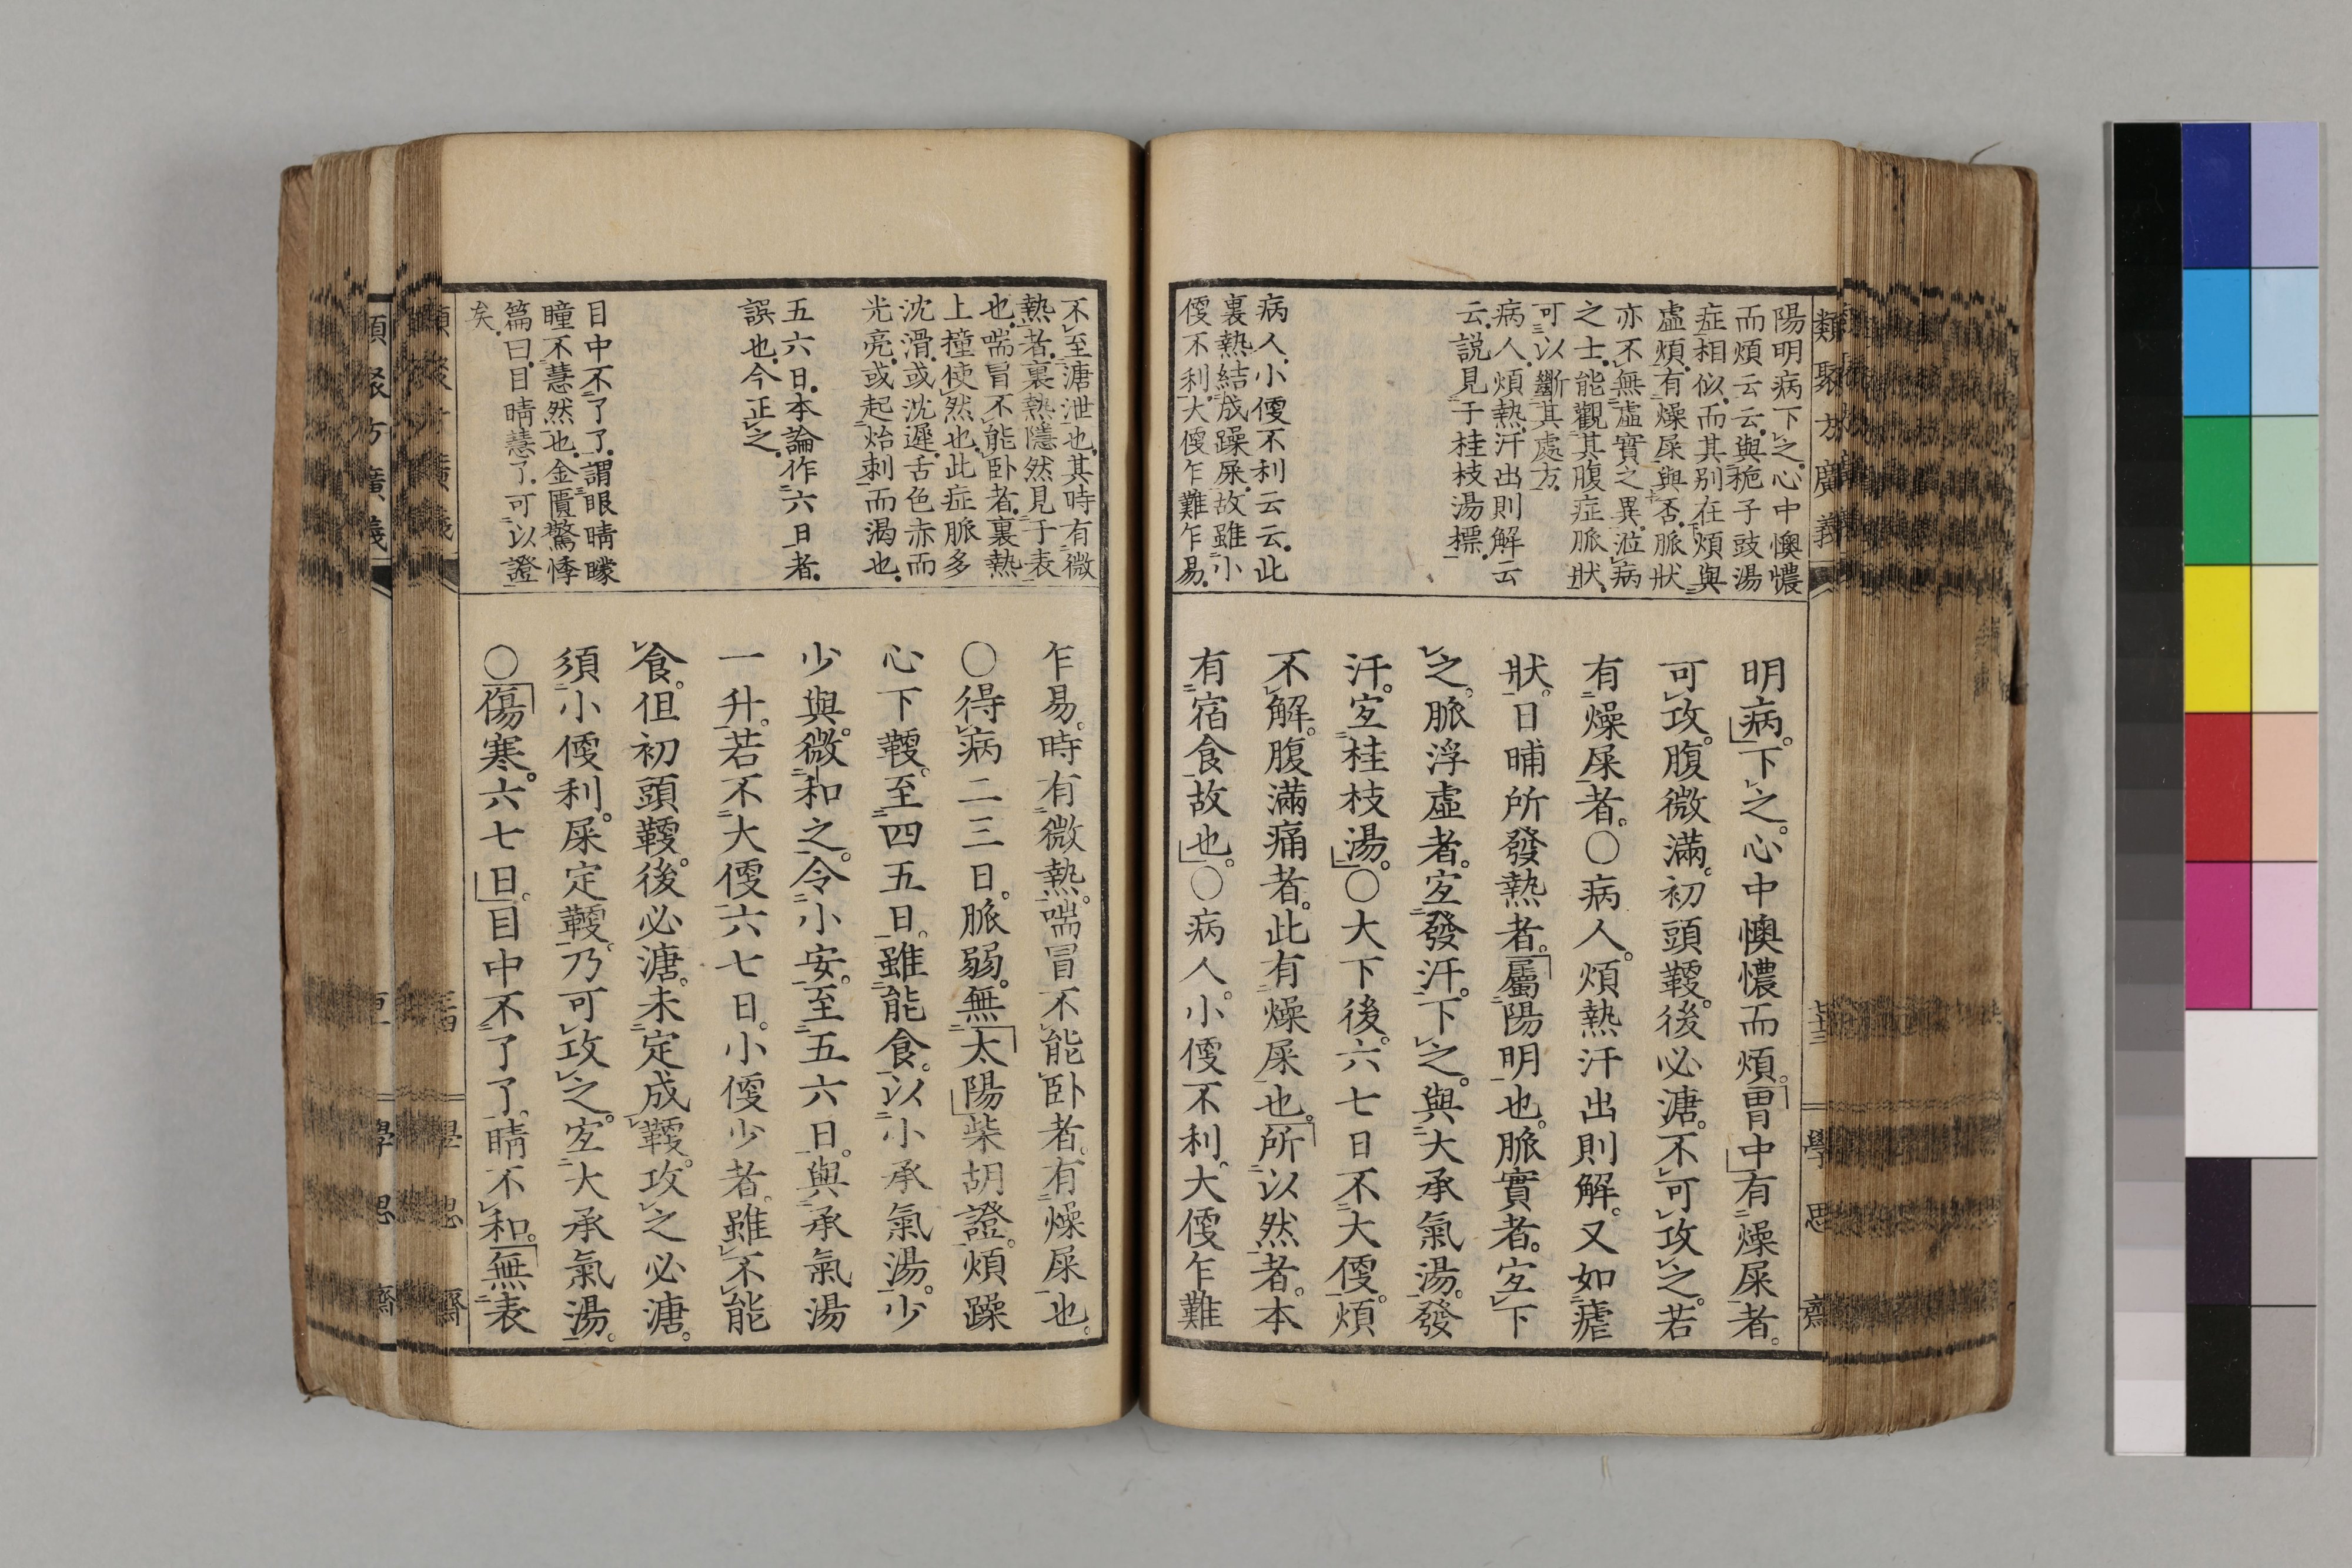 類聚方廣義
七十三
學思齋
陽明病下之心中懊憹
而煩云云與梔子豉湯
症相似而其別在煩與
虛煩有燥屎與否脈狀
亦不無虛實之異涖病
之士能觀其腹症脈狀
可以斷其處方
病人煩熱汗出則解云
云說見于桂枝湯標
病人小便不利云云此
裏熱結成躁屎故雖小
便不利大便乍難乍易
明病下之心中懊憹而煩胃中有燥屎者
可攻腹微滿初頭鞕後必溏不可攻之若
有燥屎者○病人煩熱汗出則解又如瘧
狀日晡所發熱者屬陽明也脈實者宜下
之脈浮虛者宜發汗下之與大承氣湯發
汗宜桂枝湯○大下後六七日不大便煩
不解腹滿痛者此有燥屎也所以然者本
有宿食故也○病人小便不利大便乍難
不至溏泄也其時有微
熱者裏熱隱然見于表
也喘冒不能卧者裏熱
上撞使然也此症脈多
沈滑或沈遲舌色赤而
光亮或起胎刺而渴也
五六日本論作六日者
誤也今正之
目中不了了謂眼睛矇
瞳不慧然也金匱驚悸
篇曰目睛慧了可以證
矣
乍易時有微熱喘冒不能卧者有燥屎也
○得病二三日脈弱無太陽柴胡證煩躁
心下鞕至四五日雖能食以小承氣湯少
少與微和之令小安至五六日與承氣湯
一升若不大便六七日小便少者雖不能
食但初頭鞕後必溏未定成鞕攻之必溏
須小便利屎定鞕乃可攻之宜大承氣湯
○傷寒六七日目中不了了睛不和無表
學思齋
類聚方廣義
學思齋